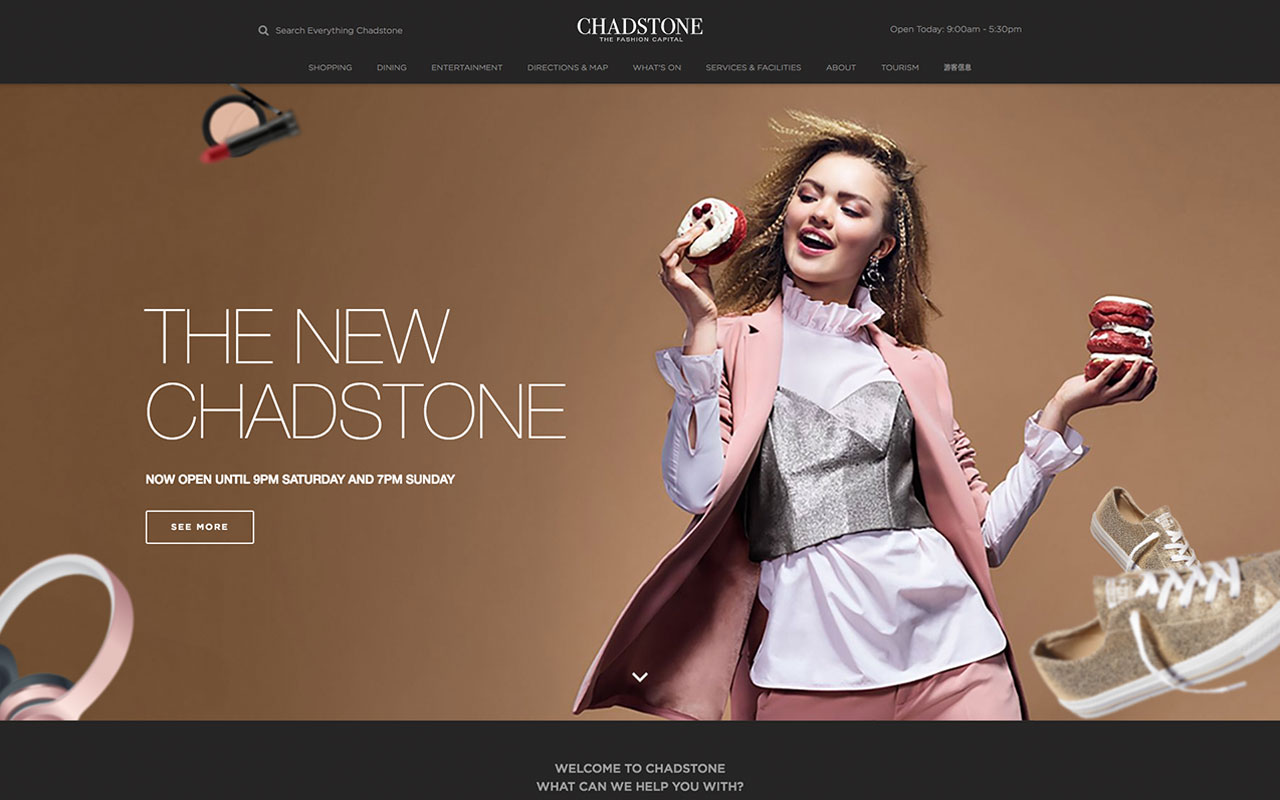 Search Everything Chadstone
CHADSTONE
THE FASHION CAPITAL
Open Today: 9:00am - 5:30pm
SHOPPING
DINING
ENTERTAINMENT
DIRECTIONS & MAP
WHAT'S ON
SERVICES & FACILITIES
ABOUT
TOURISM
游客信息
THE NEW
CHADSTONE
NOW OPEN UNTIL 9PM SATURDAY AND 7PM SUNDAY
SEE MORE
WELCOME TO CHADSTONE
WHAT CAN WE HELP YOU WITH?